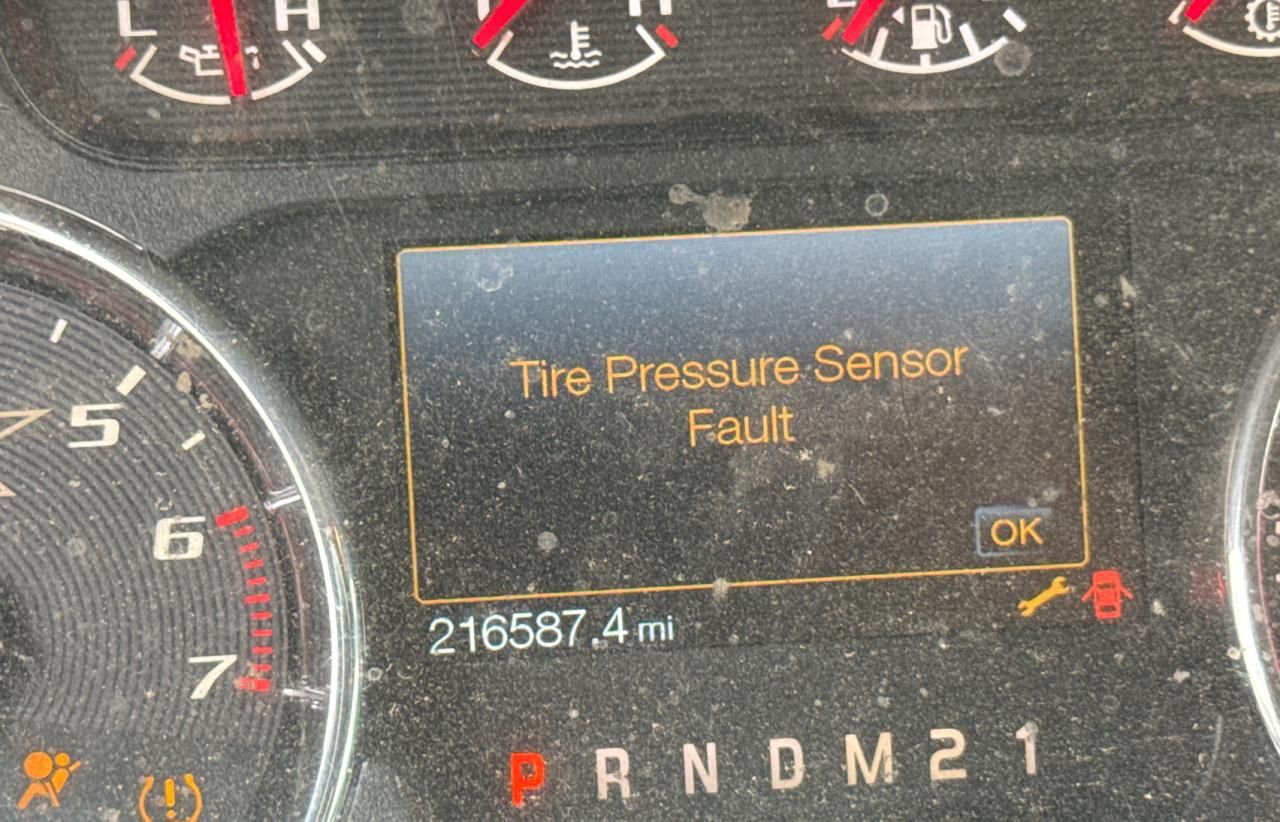 L H
H
E
Tire Pressure Sensor
Fault
OK
216587.4 mi
5
6
7
P R N D M 2 1